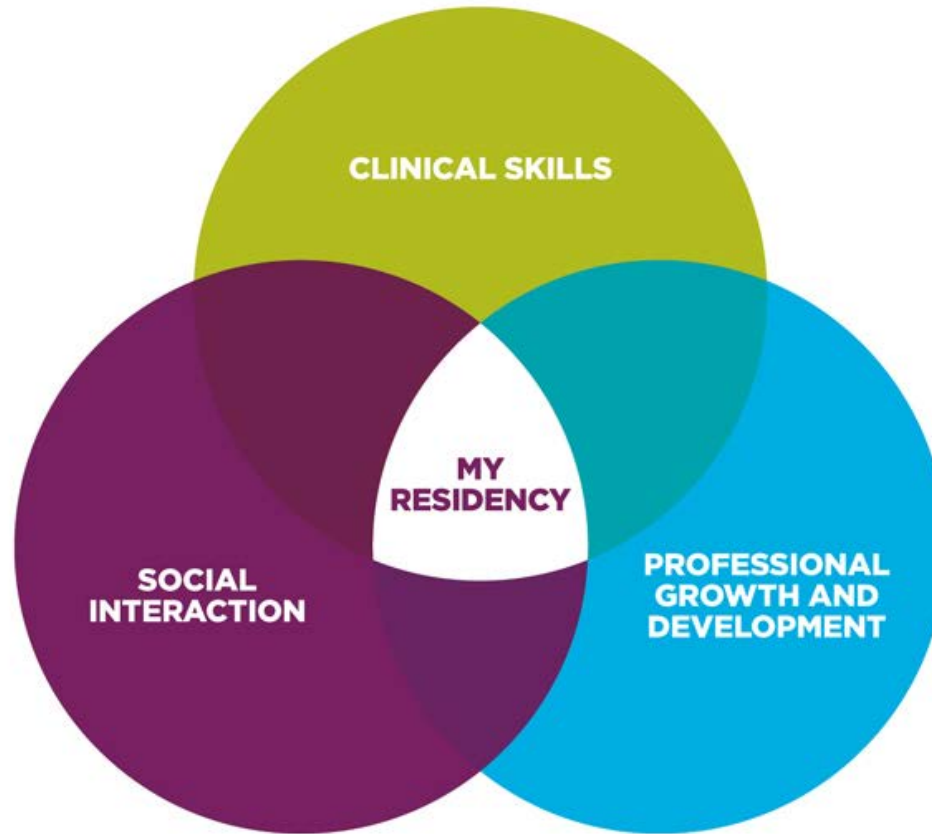 CLINICAL SKILLS
MY
RESIDENCY
SOCIAL
INTERACTION
PROFESSIONAL
GROWTH AND
DEVELOPMENT